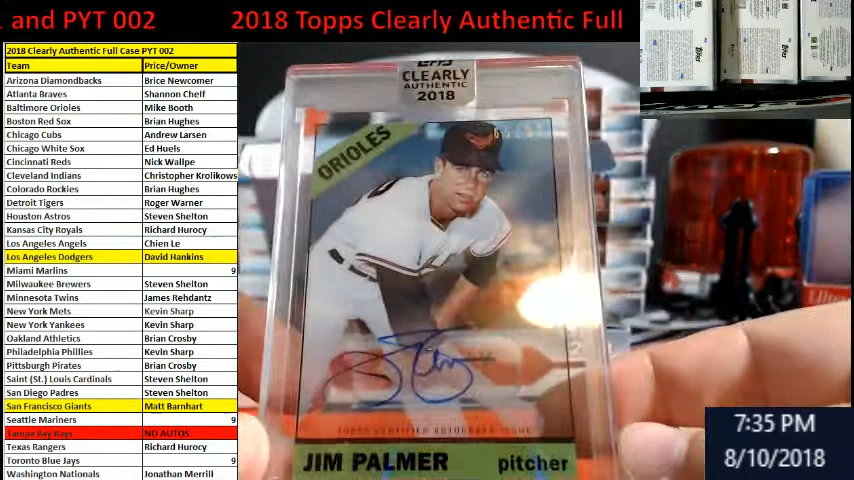 and PYT 002 2018 Topps Clearly Authentic Full
2018 Clearly Authentic Full Case PYT 002
Team Price/Owner
Arizona Diamondbacks Brice Newcomer
Atlanta Braves Shannon Chelf
Baltimore Orioles Mike Booth
Boston Red Sox Brian Hughes
Chicago Cubs Andrew Larsen
Chicago White Sox Ed Huels
Cincinnati Reds Nick Wallpe
Cleveland Indians Christopher Krolikows
Colorado Rockies Brian Hughes
Detroit Tigers Roger Warner
Houston Astros Steven Shelton
Kansas City Royals Richard Hurocy
Los Angeles Angels Chien Le
Los Angeles Dodgers David Hankins
Miami Marlins 9
Milwaukee Brewers Steven Shelton
Minnesota Twins James Rehdantz
New York Mets Kevin Sharp
New York Yankees Kevin Sharp
Oakland Athletics Brian Crosby
Philadelphia Phillies Kevin Sharp
Pittsburgh Pirates Brian Crosby
Saint (St.) Louis Cardinals Steven Shelton
San Diego Padres Steven Shelton
San Francisco Giants Matt Barnhart
Seattle Mariners 9
Tampa Bay Rays NO AUTOS
Texas Rangers Richard Hurocy
Toronto Blue Jays 9
Washington Nationals Jonathan Merrill
TOPPS
CLEARLY
AUTHENTIC
2018
ORIOLES
TOPPS CERTIFIED AUTOGRAPH ISSUE
JIM PALMER pitcher
7:35 PM
8/10/2018